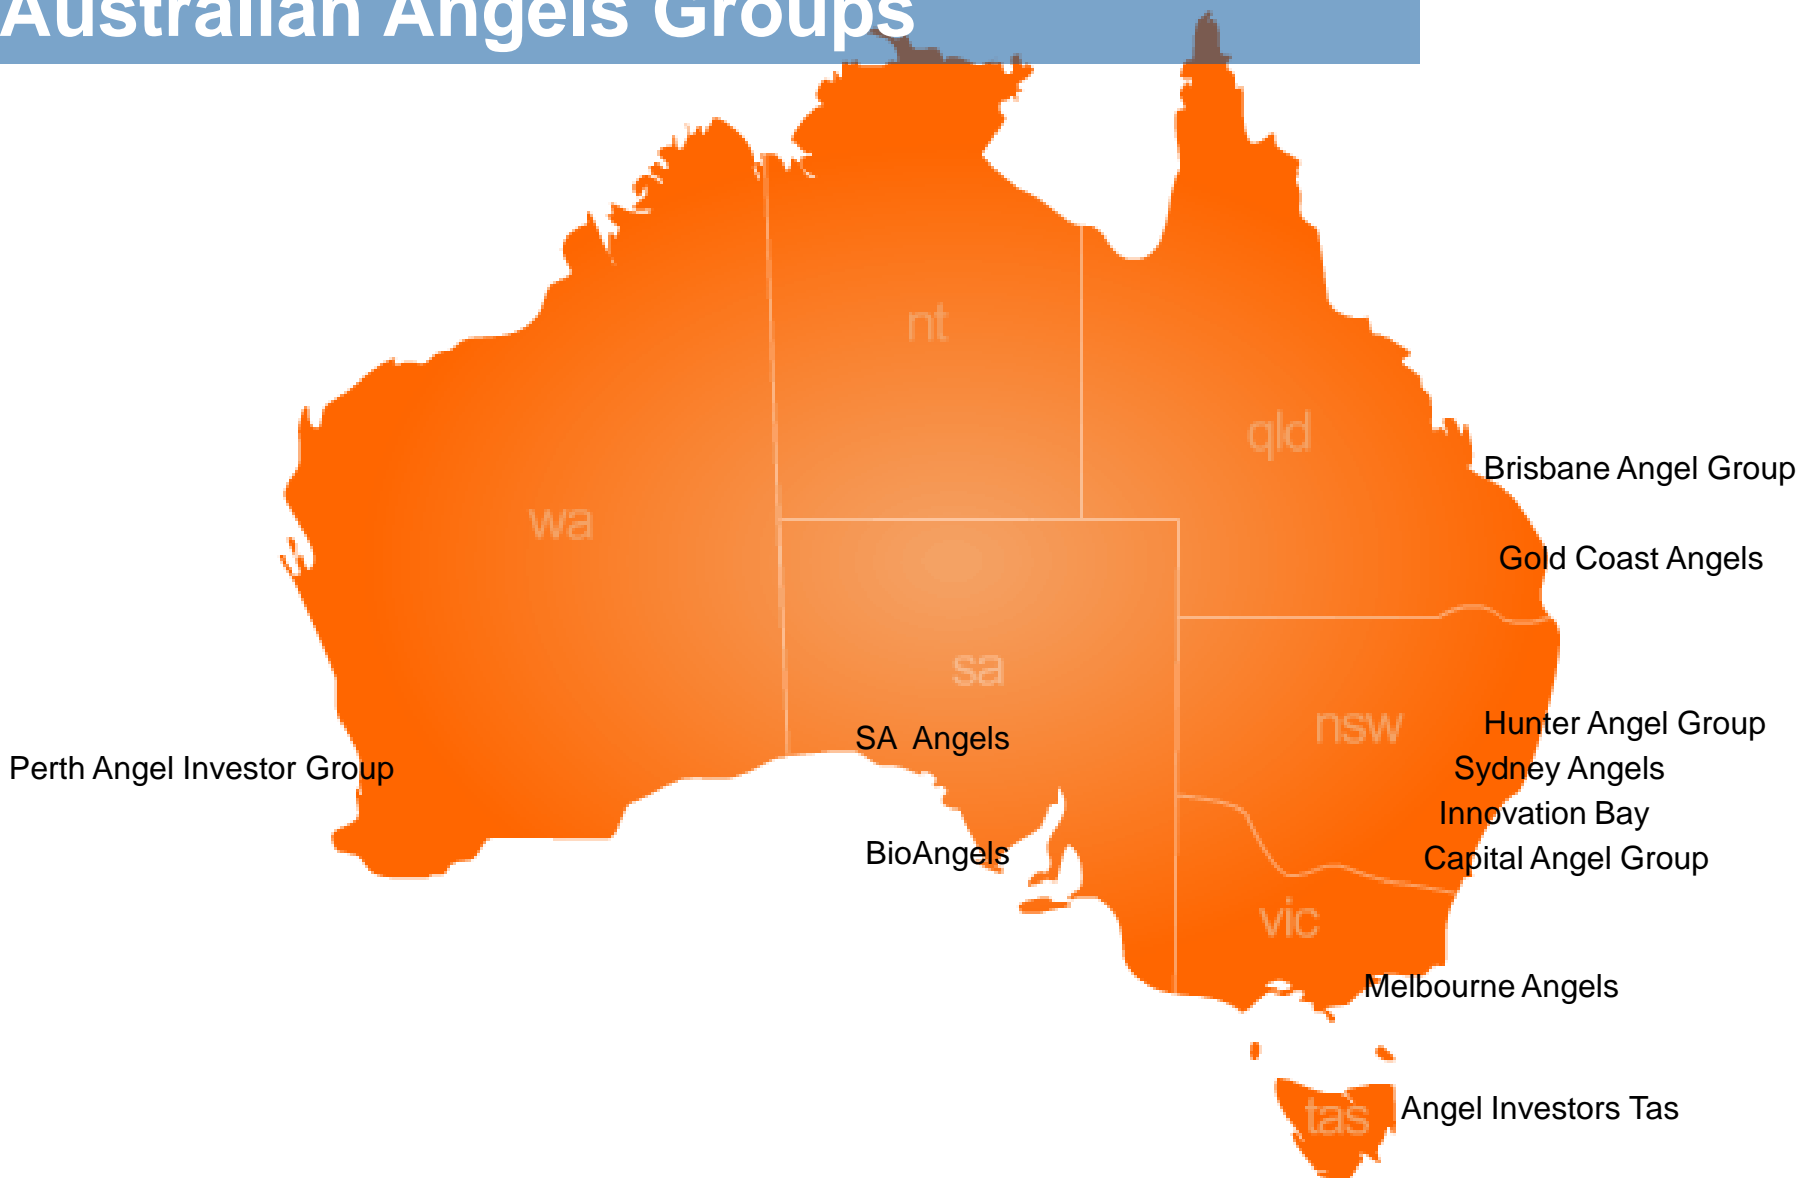 Australian Angels Groups
nt
qld
Brisbane Angel Group
wa
Gold Coast Angels
sa
nsw
Hunter Angel Group
SA  Angels
Perth Angel Investor Group
Sydney Angels
Innovation Bay
BioAngels
Capital Angel Group
vic
Melbourne Angels
tas
Angel Investors Tas